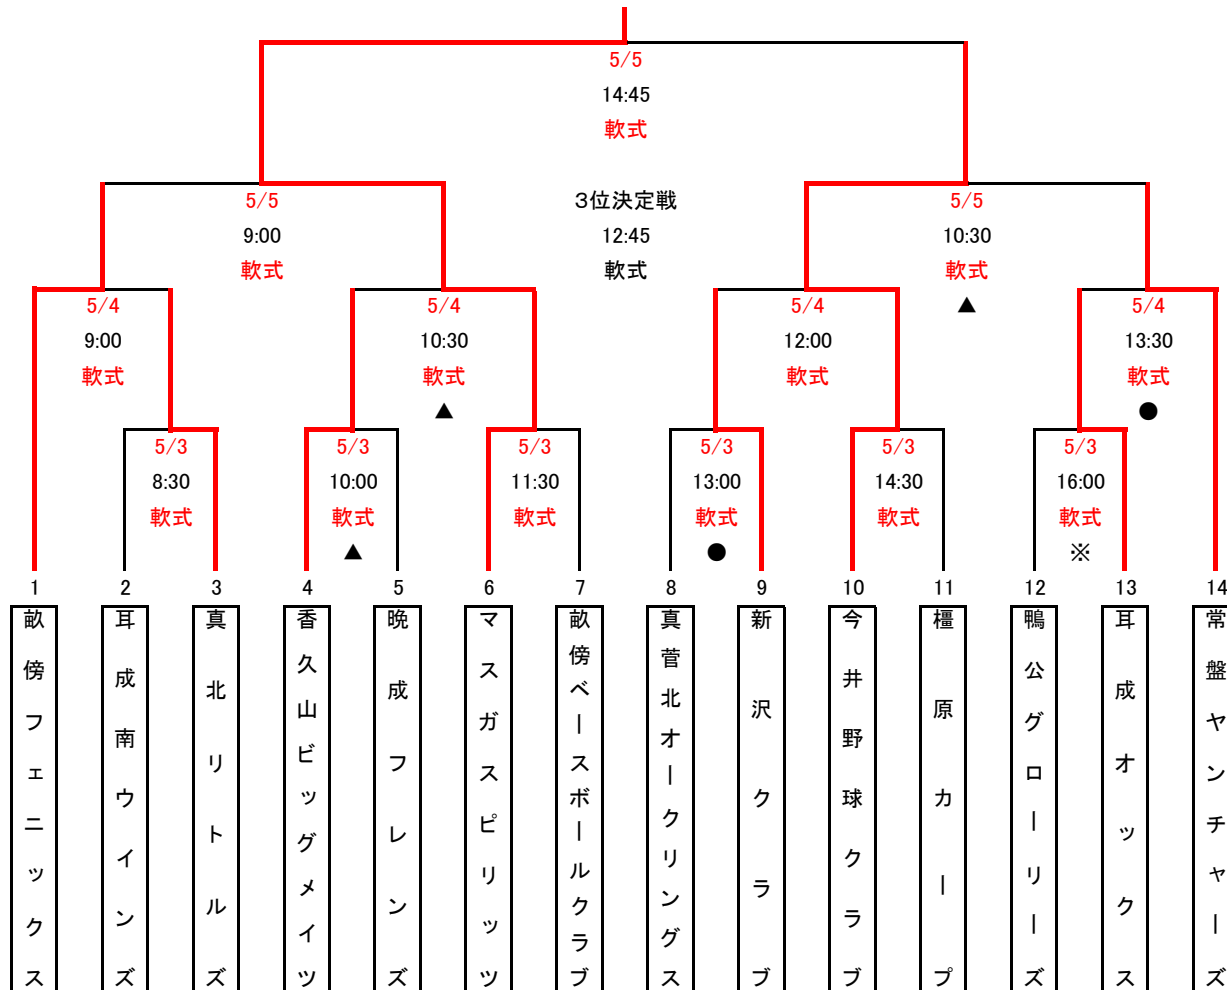 5/5
14:45
軟式
5/5
9:00
軟式
3位決定戦
12:45
軟式
5/5
10:30
軟式
▲
5/4
9:00
軟式
5/4
10:30
軟式
▲
5/4
12:00
軟式
5/4
13:30
軟式
●
5/3
8:30
軟式
5/3
10:00
軟式
▲
5/3
11:30
軟式
5/3
13:00
軟式
●
5/3
14:30
軟式
5/3
16:00
軟式
※
1 2 3 4 5 6 7 8 9 10 11 12 13 14
畝傍フェニックス
耳成南ウインズ
真北リトルズ
香久山ビッグメイツ
晩成フレンズ
マスガスピリッツ
畝傍ベースボールクラブ
真菅北オークリングス
新沢クラブ
今井野球クラブ
橿原カープ
鴨公グローリーズ
耳成オックス
常盤ヤンチャーズ